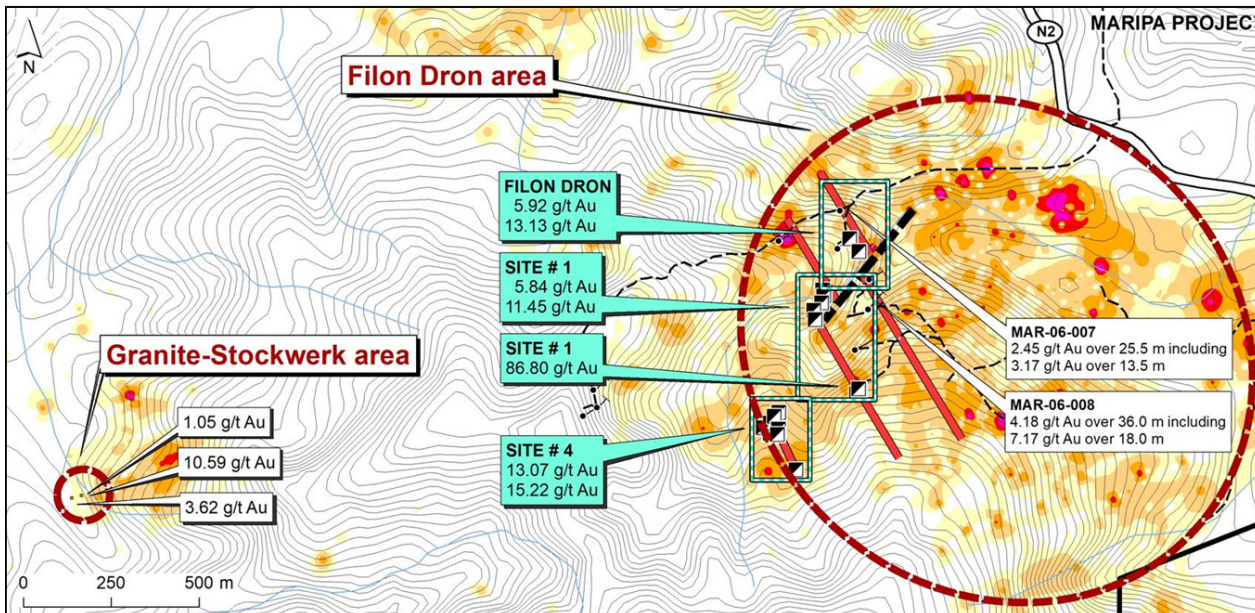 MARIPA PROJEC
N2
N
Filon Dron area
FILON DRON
5.92 g/t Au
13.13 g/t Au
SITE # 1
5.84 g/t Au
11.45 g/t Au
SITE # 1
86.80 g/t Au
SITE # 4
13.07 g/t Au
15.22 g/t Au
MAR-06-007
2.45 g/t Au over 25.5 m including
3.17 g/t Au over 13.5 m
MAR-06-008
4.18 g/t Au over 36.0 m including
7.17 g/t Au over 18.0 m
Granite-Stockwerk area
1.05 g/t Au
10.59 g/t Au
3.62 g/t Au
0 250 500 m